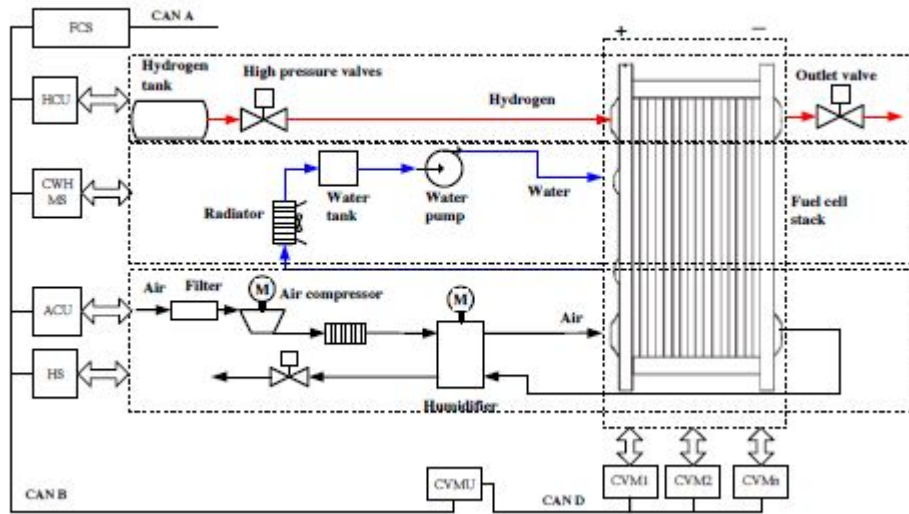 FCS
CAN A
+
—
Hydrogen
tank
High pressure valves
Outlet valve
HCU
Hydrogen
CWH
MS
Radiator
Water
tank
Water
pump
Water
Fuel cell
stack
Air
Filter
M
Air compressor
M
Air
ACU
HS
Humidifier
CAN B
CVMU
CAN D
CVM1
CVM2
CVMn